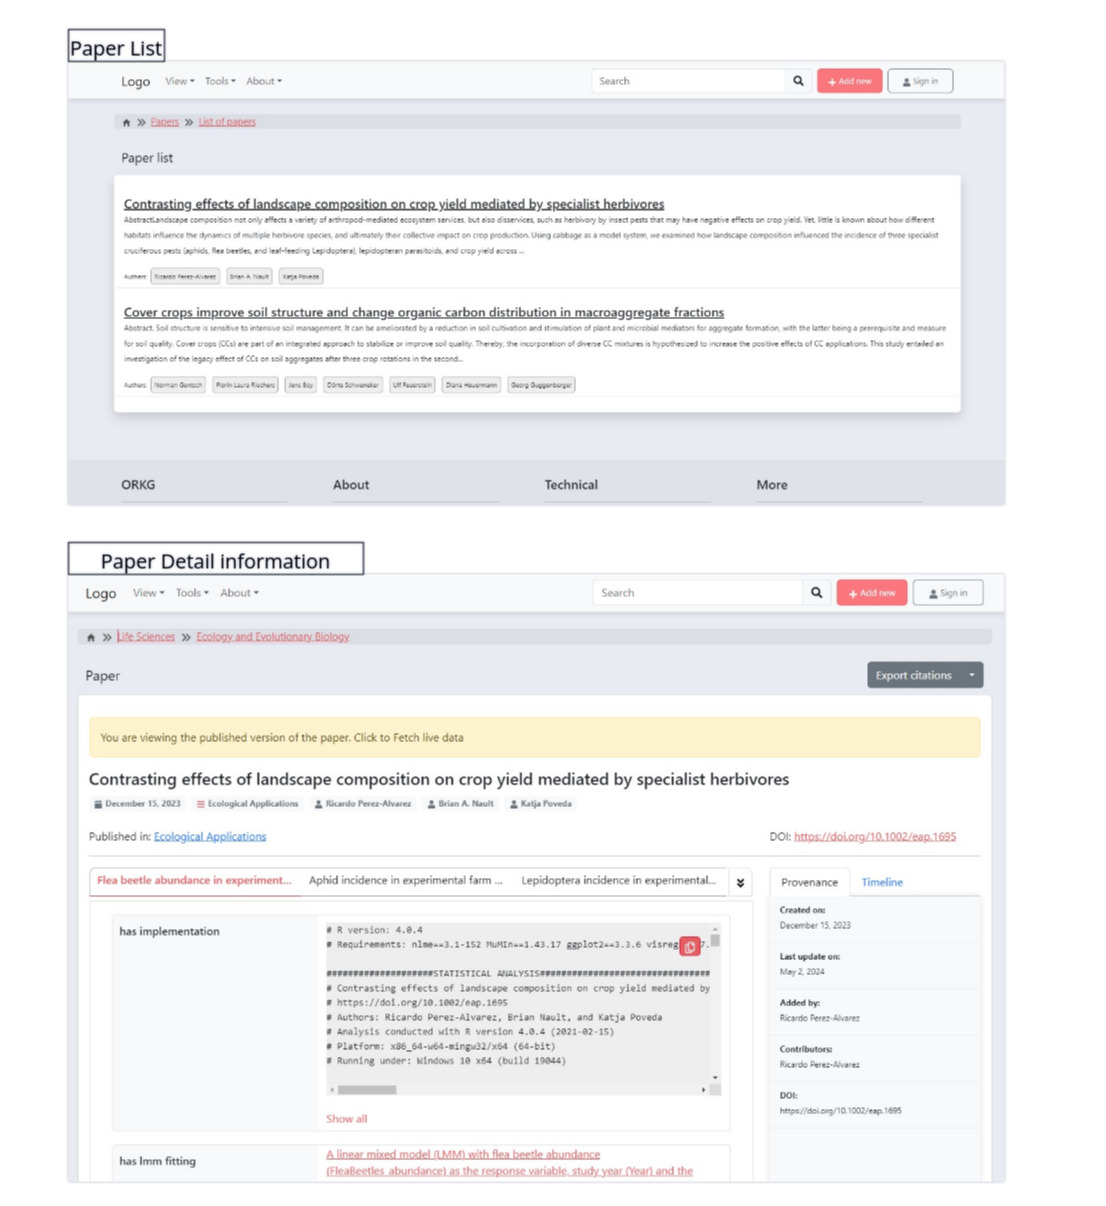 Paper List
Logo View Tools About Search Add new Sign in
Papers List of papers
Paper list
Contrasting effects of landscape composition on crop yield mediated by specialist herbivores
AbstractLandscape composition not only affects a variety of arthropod-mediated ecosystem services, but also disservices, such as herbivory by insect pests that may have negative effects on crop yield. Yet, little is known about how different
habitats influence the dynamics of multiple herbivore species, and ultimately their collective impact on crop production. Using cabbage as a model system, we examined how landscape composition influenced the incidence of three specialist
cruciferous pests (aphids, flea beetles, and leaf-feeding Lepidoptera), lepidopteran parasitoids, and crop yield across ...
Authors: Ricardo Perez-Alvarez Brian A. Nault Katja Poveda
Cover crops improve soil structure and change organic carbon distribution in macroaggregate fractions
Abstract. Soil structure is sensitive to intensive soil management. It can be ameliorated by a reduction in soil cultivation and stimulation of plant and microbial mediators for aggregate formation, with the latter being a prerequisite and measure
for soil quality. Cover crops (CCs) are part of an integrated approach to stabilize or improve soil quality. Thereby, the incorporation of diverse CC mixtures is hypothesized to increase the positive effects of CC applications. This study entailed an
investigation of the legacy effect of CCs on soil aggregates after three crop rotations in the second...
Authors: Norman Gentsch Florin Laura Riechers Jens Boy Dörte Schweneker Ulf Feuerstein Diana Heuermann Georg Guggenberger
ORKG About Technical More
Paper Detail information
Logo View Tools About Search Add new Sign in
Life Sciences Ecology and Evolutionary Biology
Paper Export citations
You are viewing the published version of the paper. Click to Fetch live data
Contrasting effects of landscape composition on crop yield mediated by specialist herbivores
December 15, 2023 Ecological Applications Ricardo Perez-Alvarez Brian A. Nault Katja Poveda
Published in: Ecological Applications DOI: https://doi.org/10.1002/eap.1695
Flea beetle abundance in experiment... Aphid incidence in experimental farm ... Lepidoptera incidence in experimental...
Provenance Timeline
has implementation
# R version: 4.0.4
# Requirements: nlme==3.1-152 MuMIn==1.43.17 ggplot2==3.3.6 visreg 7.
####################STATISTICAL ANALYSIS################################
# Contrasting effects of landscape composition on crop yield mediated by
# https://doi.org/10.1002/eap.1695
# Authors: Ricardo Perez-Alvarez, Brian Nault, and Katja Poveda
# Analysis conducted with R version 4.0.4 (2021-02-15)
# Platform: x86_64-w64-mingw32/x64 (64-bit)
# Running under: Windows 10 x64 (build 19044)
Show all
has lmm fitting
A linear mixed model (LMM) with flea beetle abundance
(FleaBeetles_abundance) as the response variable, study year (Year) and the
Created on:
December 15, 2023
Last update on:
May 2, 2024
Added by:
Ricardo Perez-Alvarez
Contributors:
Ricardo Perez-Alvarez
DOI:
https://doi.org/10.1002/eap.1695